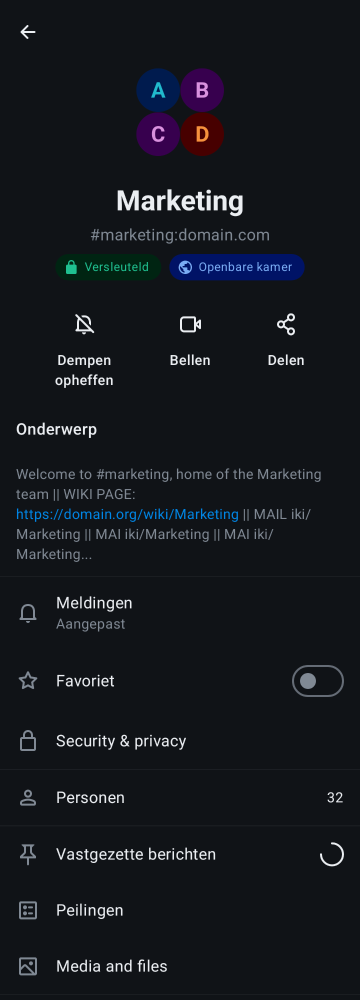 A B
C D
Marketing
#marketing:domain.com
Versleuteld Openbare kamer
Dempen opheffen Bellen Delen
Onderwerp
Welcome to #marketing, home of the Marketing
team || WIKI PAGE:
https://domain.org/wiki/Marketing || MAIL iki/
Marketing || MAI iki/Marketing || MAI iki/
Marketing...
Meldingen
Aangepast
Favoriet
Security & privacy
Personen 32
Vastgezette berichten
Peilingen
Media and files